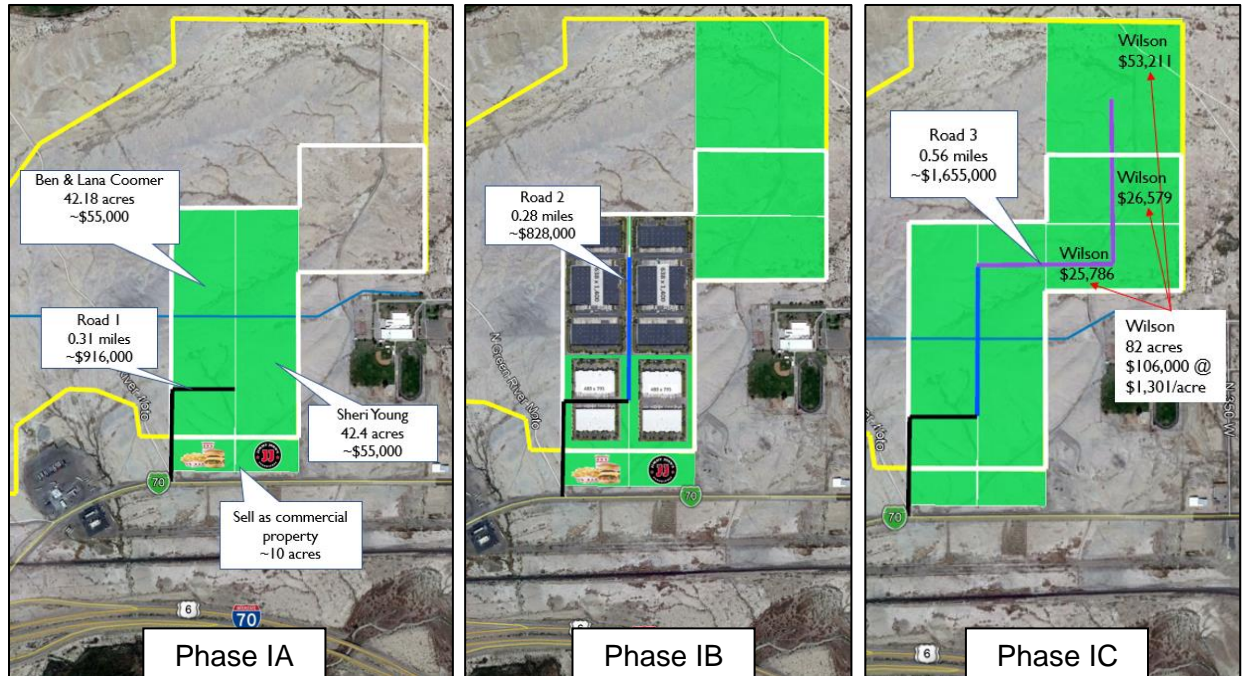 Ben & Lana Coomer
42.18 acres
~$55,000
Road 1
0.31 miles
~$916,000
Sheri Young
42.4 acres
~$55,000
70
Sell as commercial
property
~10 acres
6
70
Phase IA
Road 2
0.28 miles
~$828,000
N Green River Moto
70
6
Phase IB
Wilson
$53,211
Road 3
0.56 miles
~$1,655,000
Wilson
$26,579
Wilson
$25,786
Wilson
82 acres
$106,000 @
$1,301/acre
70
6
Phase IC